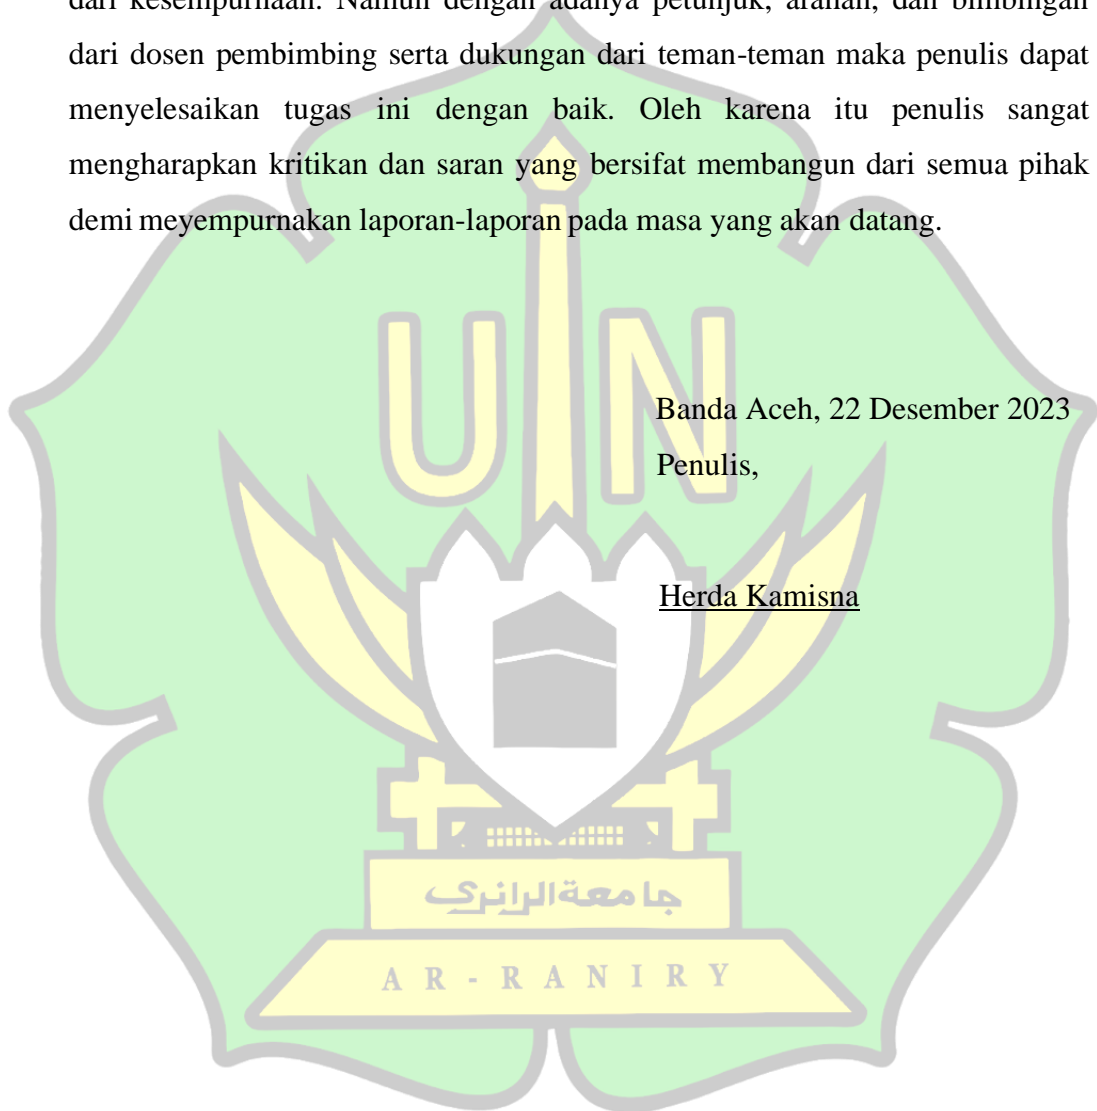 dari kesempurnaan. Namun dengan adanya petunjuk, arahan, dan bimbingan
dari dosen pembimbing serta dukungan dari teman-teman maka penulis dapat
menyelesaikan tugas ini dengan baik. Oleh karena itu penulis sangat
mengharapkan kritikan dan saran yang bersifat membangun dari semua pihak
demi meyempurnakan laporan-laporan pada masa yang akan datang.
UIN
Banda Aceh, 22 Desember 2023
Penulis,
Herda Kamisna
جامعة الرانري
AR-RANIRY